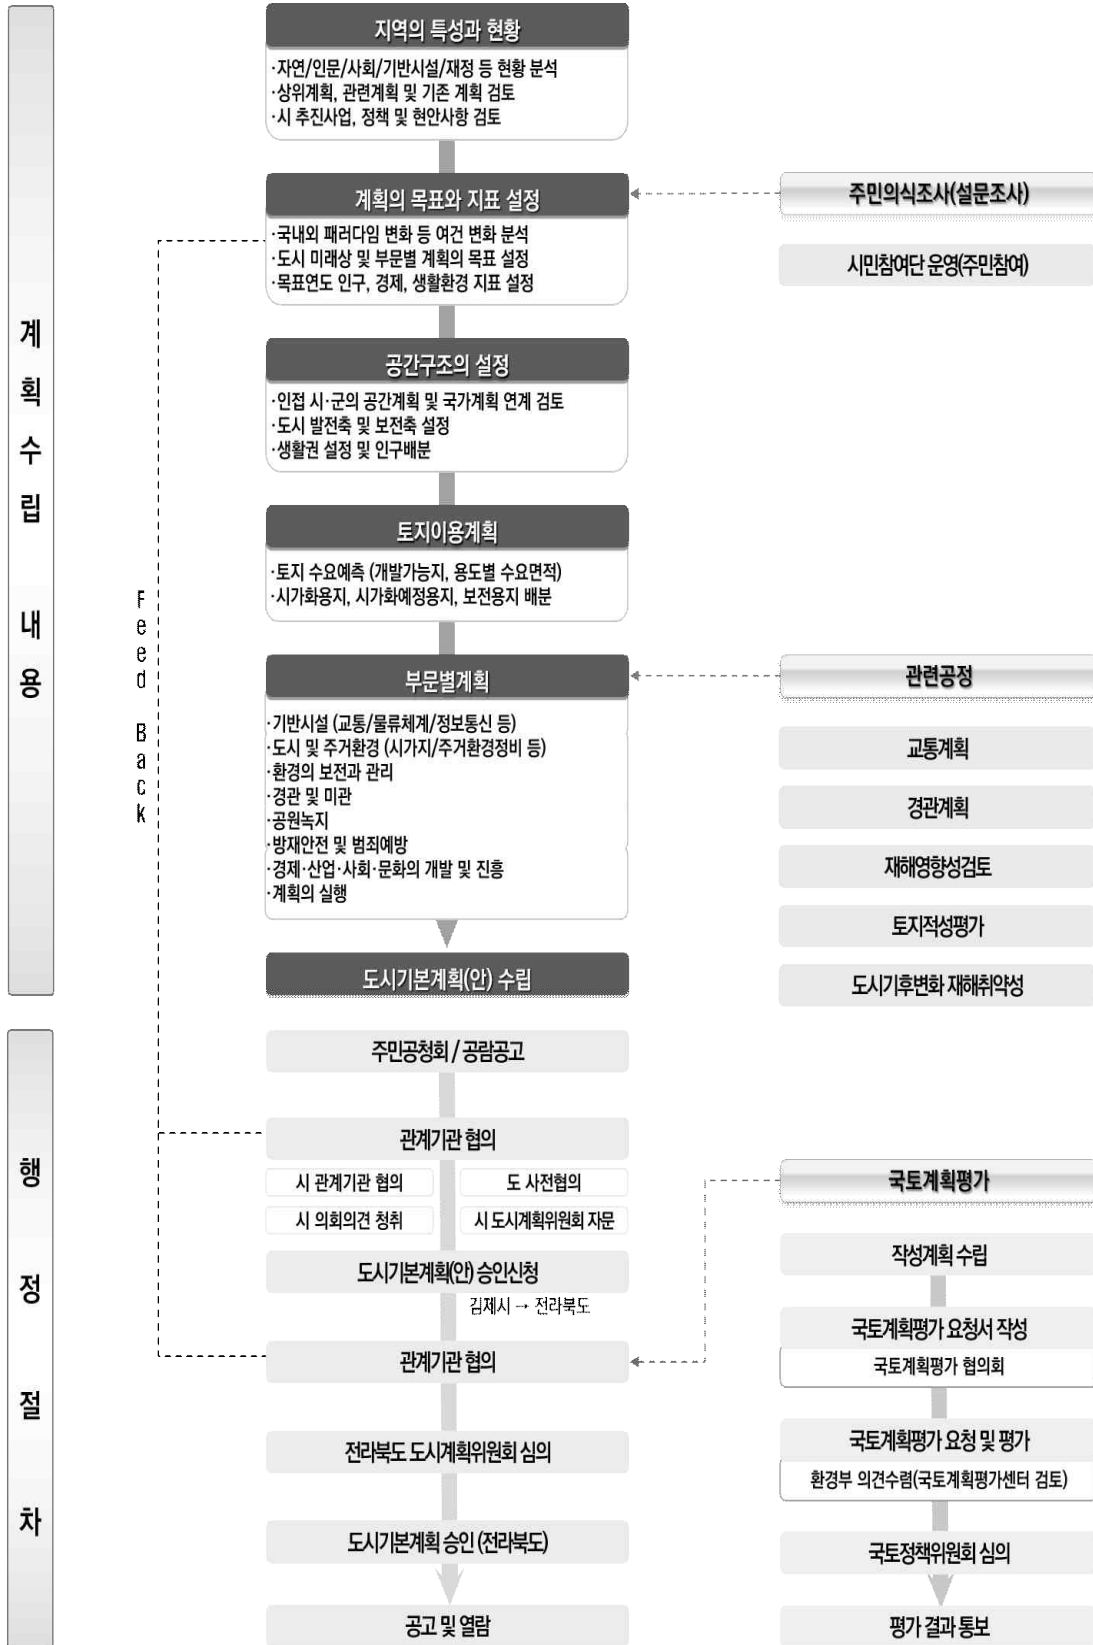 계획수립 내용
지역의 특성과 현황
·자연/인문/사회/기반시설/재정 등 현황 분석
·상위계획, 관련계획 및 기존 계획 검토
·시 추진사업, 정책 및 현안사항 검토
계획의 목표와 지표 설정
·국내외 패러다임 변화 등 여건 변화 분석
·도시 미래상 및 부문별 계획의 목표 설정
·목표연도 인구, 경제, 생활환경 지표 설정
주민의식조사(설문조사)
시민참여단 운영(주민참여)
공간구조의 설정
·인접 시·군의 공간계획 및 국가계획 연계 검토
·도시 발전축 및 보전축 설정
·생활권 설정 및 인구배분
토지이용계획
·토지 수요예측 (개발가능지, 용도별 수요면적)
·시가화용지, 시가화예정용지, 보전용지 배분
Feed Back
부문별계획
·기반시설 (교통/물류체계/정보통신 등)
·도시 및 주거환경 (시가지/주거환경정비 등)
·환경의 보전과 관리
·경관 및 미관
·공원녹지
·방재안전 및 범죄예방
·경제·산업·사회·문화의 개발 및 진흥
·계획의 실행
관련공정
교통계획
경관계획
재해영향성검토
토지적성평가
도시기후변화 재해취약성
도시기본계획(안) 수립
행정절차
주민공청회 / 공람공고
관계기관 협의
시 관계기관 협의
도 사전협의
시 의회의견 청취
시 도시계획위원회 자문
도시기본계획(안) 승인신청
김제시 → 전라북도
관계기관 협의
전라북도 도시계획위원회 심의
도시기본계획 승인 (전라북도)
공고 및 열람
국토계획평가
작성계획 수립
국토계획평가 요청서 작성
국토계획평가 협의회
국토계획평가 요청 및 평가
환경부 의견수렴(국토계획평가센터 검토)
국토정책위원회 심의
평가 결과 통보